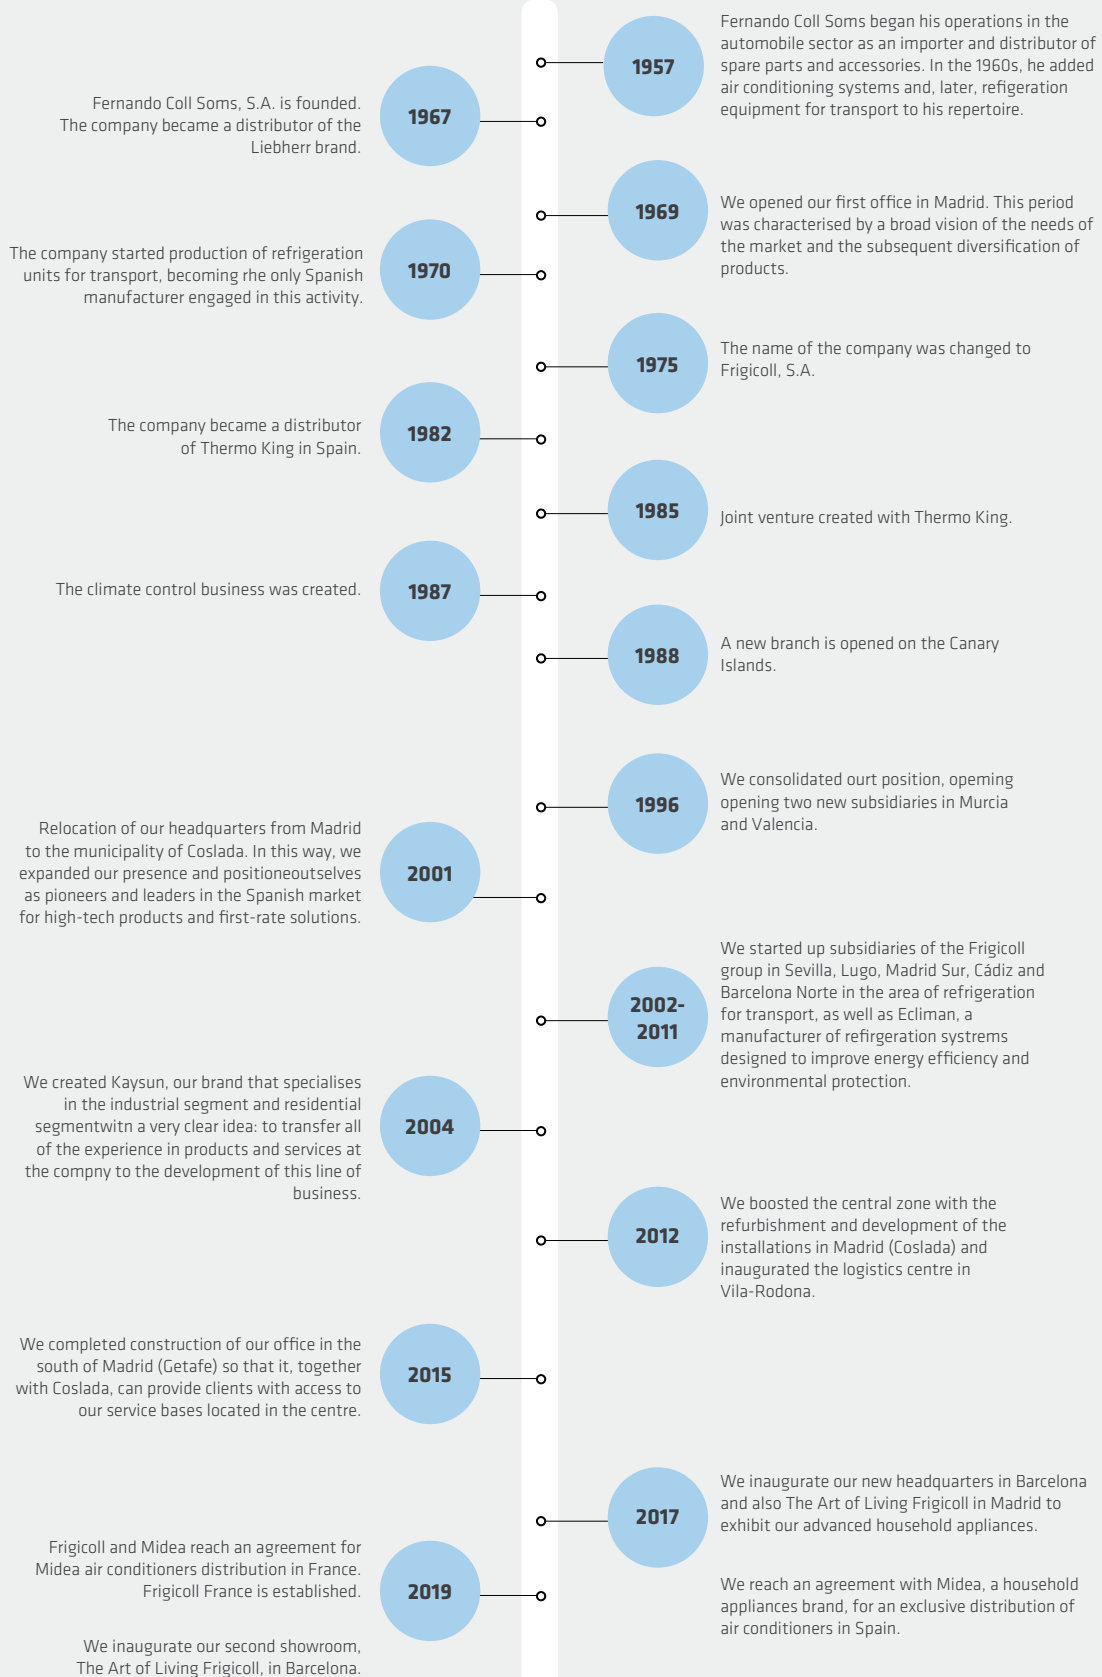 1957
Fernando Coll Soms began his operations in the
automobile sector as an importer and distributor of
spare parts and accessories. In the 1960s, he added
air conditioning systems and, later, refigeration
equipment for transport to his repertoire.
1967
Fernando Coll Soms, S.A. is founded.
The company became a distributor of the
Liebherr brand.
1969
We opened our first office in Madrid. This period
was characterised by a broad vision of the needs of
the market and the subsequent diversification of
products.
1970
The company started production of refrigeration
units for transport, becoming rhe only Spanish
manufacturer engaged in this activity.
1975
The name of the company was changed to
Frigicoll, S.A.
1982
The company became a distributor
of Thermo King in Spain.
1985
Joint venture created with Thermo King.
1987
The climate control business was created.
1988
A new branch is opened on the Canary
Islands.
1996
We consolidated ourt position, opeming
opening two new subsidiaries in Murcia
and Valencia.
2001
Relocation of our headquarters from Madrid
to the municipality of Coslada. In this way, we
expanded our presence and positioneoutselves
as pioneers and leaders in the Spanish market
for high-tech products and first-rate solutions.
2002-
2011
We started up subsidiaries of the Frigicoll
group in Sevilla, Lugo, Madrid Sur, Cádiz and
Barcelona Norte in the area of refrigeration
for transport, as well as Ecliman, a
manufacturer of refirgeration systrems
designed to improve energy efficiency and
environmental protection.
2004
We created Kaysun, our brand that specialises
in the industrial segment and residential
segmentwitn a very clear idea: to transfer all
of the experience in products and services at
the compny to the development of this line of
business.
2012
We boosted the central zone with the
refurbishment and development of the
installations in Madrid (Coslada) and
inaugurated the logistics centre in
Vila-Rodona.
2015
We completed construction of our office in the
south of Madrid (Getafe) so that it, together
with Coslada, can provide clients with access to
our service bases located in the centre.
2017
We inaugurate our new headquarters in Barcelona
and also The Art of Living Frigicoll in Madrid to
exhibit our advanced household appliances.
We reach an agreement with Midea, a household
appliances brand, for an exclusive distribution of
air conditioners in Spain.
2019
Frigicoll and Midea reach an agreement for
Midea air conditioners distribution in France.
Frigicoll France is established.
We inaugurate our second showroom,
The Art of Living Frigicoll, in Barcelona.